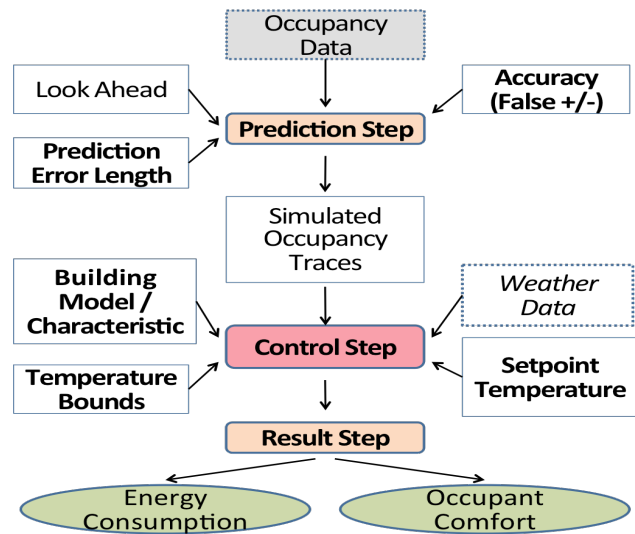 Occupancy
Data
Look Ahead
Accuracy
(False +/-)
Prediction Step
Prediction
Error Length
Simulated
Occupancy
Traces
Building
Model /
Characteristic
Weather
Data
Control Step
Temperature
Bounds
Setpoint
Temperature
Result Step
Energy
Consumption
Occupant
Comfort